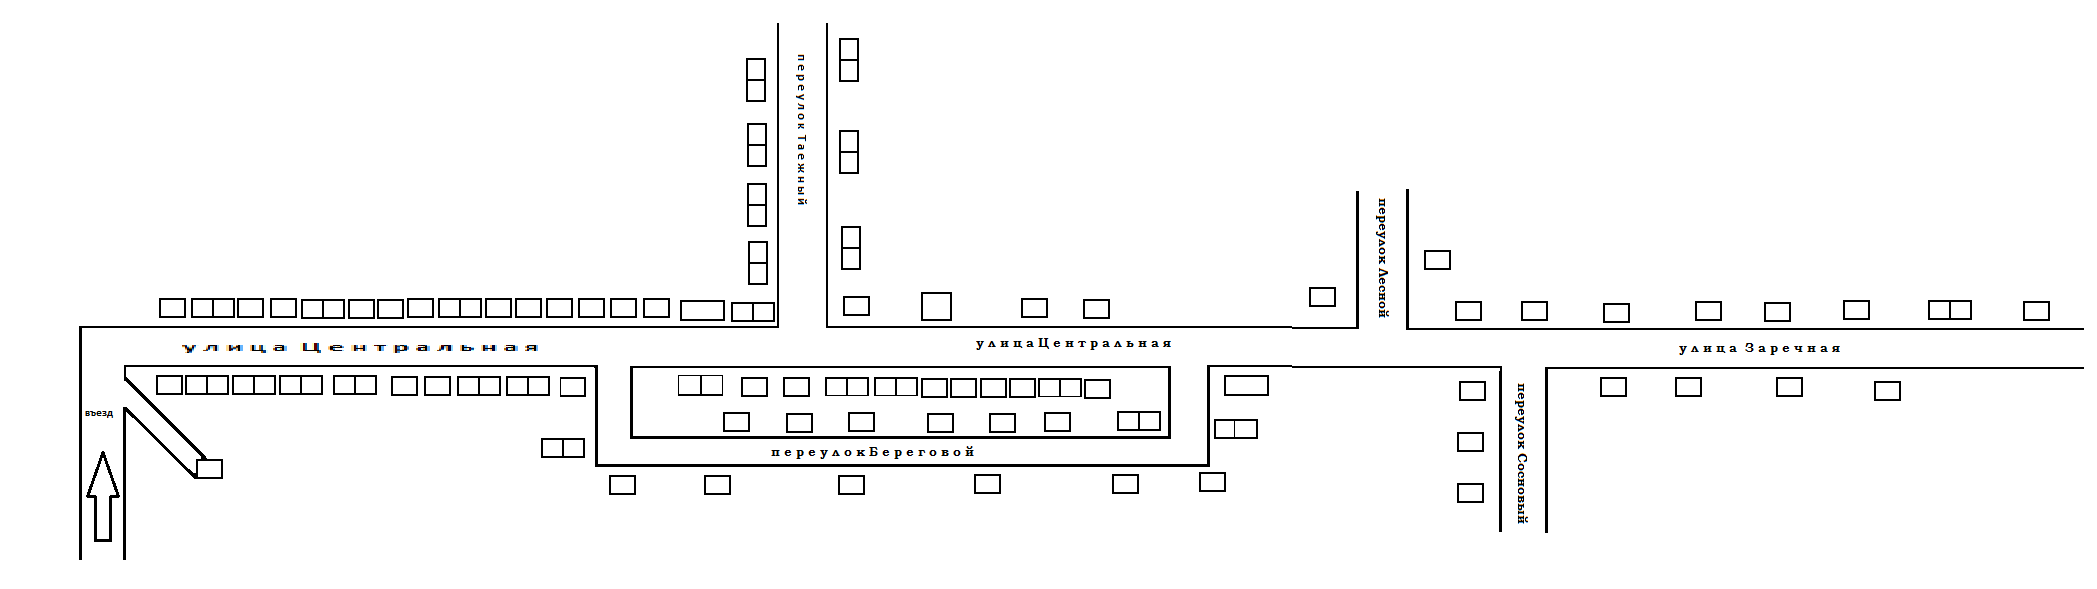 переулок Таежный
переулок Лесной
улица Центральная
улицаЦентральная
улица Заречная
въезд
переулокБереговой
переулок Сосновый